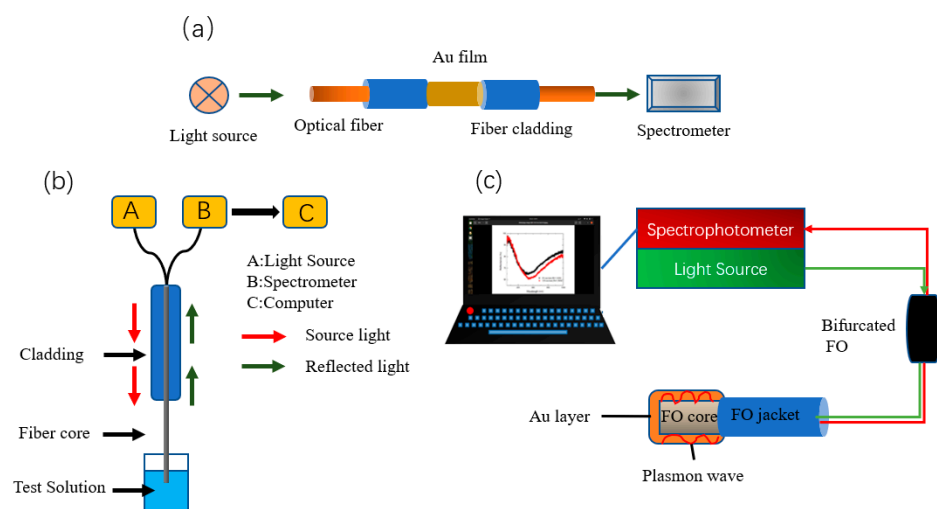 (a)
Au film
Light source
Optical fiber
Fiber cladding
Spectrometer
(b)
A
B
C
A:Light Source
B:Spectrometer
C:Computer
Source light
Reflected light
Cladding
Fiber core
Test Solution
(c)
Spectrophotometer
Light Source
Bifurcated
FO
Au layer
FO core
FO jacket
Plasmon wave